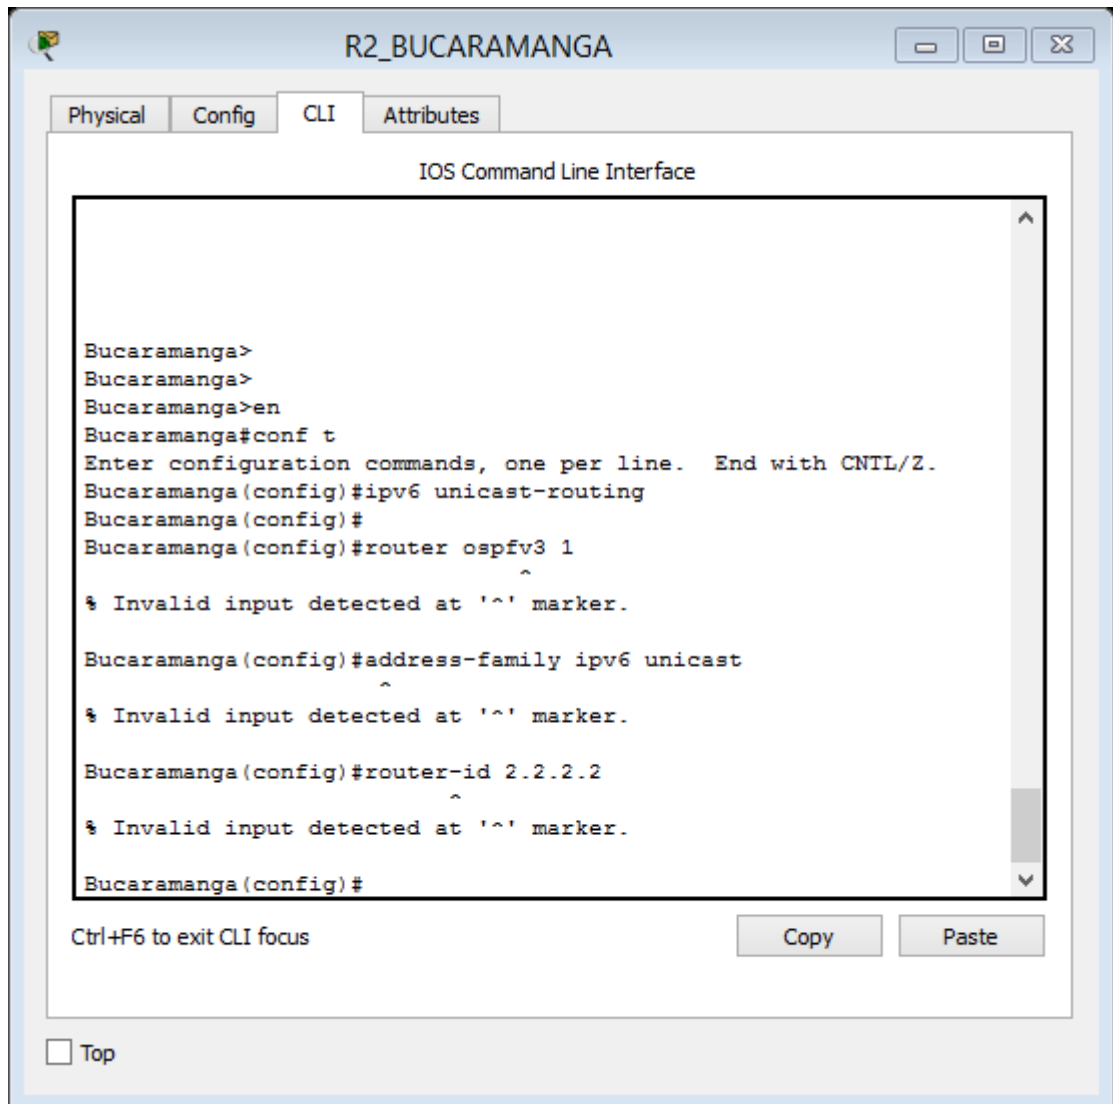 R2_BUCARAMANGA
Physical Config CLI Attributes
IOS Command Line Interface
Bucaramanga>
Bucaramanga>
Bucaramanga>en
Bucaramanga#conf t
Enter configuration commands, one per line.  End with CNTL/Z.
Bucaramanga(config)#ipv6 unicast-routing
Bucaramanga(config)#
Bucaramanga(config)#router ospfv3 1
^
% Invalid input detected at '^' marker.
Bucaramanga(config)#address-family ipv6 unicast
^
% Invalid input detected at '^' marker.
Bucaramanga(config)#router-id 2.2.2.2
^
% Invalid input detected at '^' marker.
Bucaramanga(config)#
Ctrl+F6 to exit CLI focus Copy Paste
Top